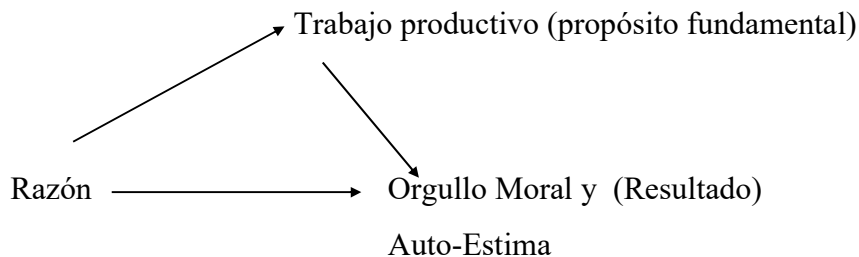 Trabajo productivo (propósito fundamental)
Razón Orgullo Moral y (Resultado)
Auto-Estima